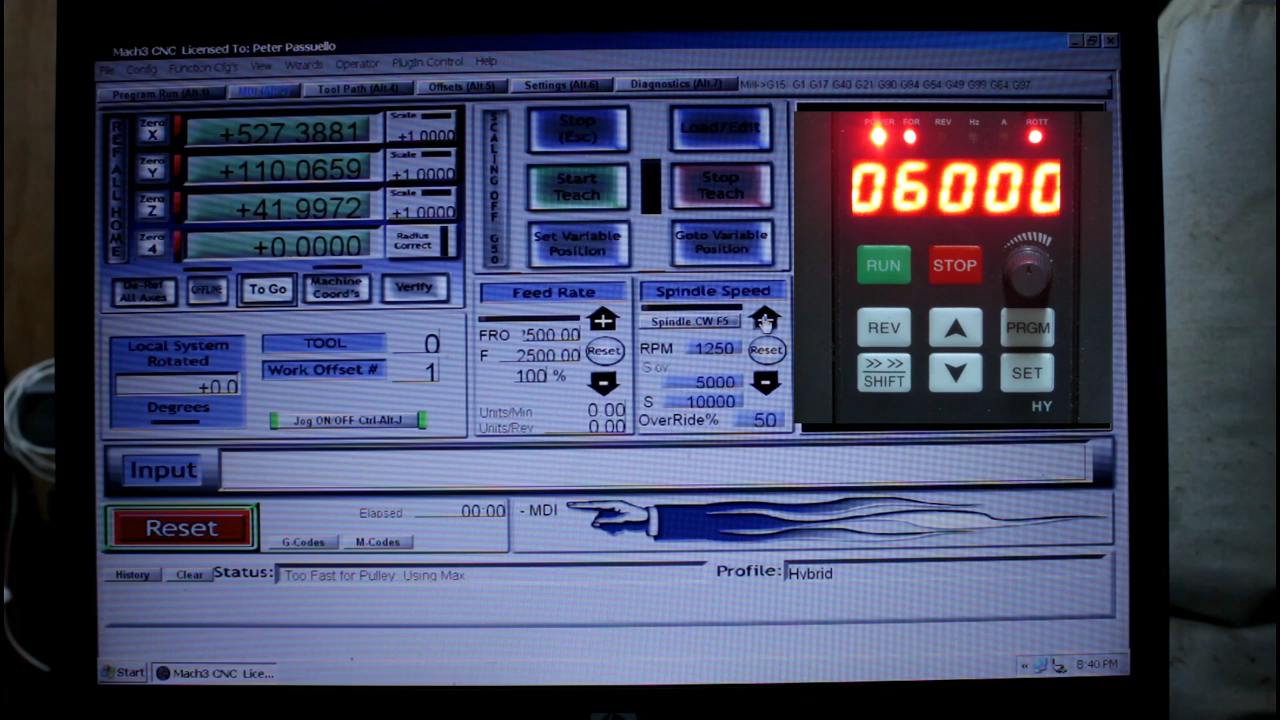 Mach3 CNC Licensed To: Peter Passuello
File Config Function Cfg's View Wizards Operator PlugIn Control Help
Program Run (Alt-1) MDI (Alt2) Tool Path (Alt4) Offsets (Alt5) Settings (Alt6) Diagnostics (Alt-7) Mill->G15 G1 G17 G40 G21 G90 G94 G54 G49 G99 G64 G97
REF ALL HOME
Zero X +527.3881 Scale +1.0000
Zero Y +110.0659 Scale +1.0000
Zero Z +41.9972 Scale +1.0000
Zero 4 +0.0000 Radius Correct
De-Ref All Axes OFFLINE To Go Machine Coord's Verify
SCALING OFF G50
Stop (Esc) Load/Edit
Start Teach Stop Teach
Set Variable Position Goto Variable Position
POWER FOR REV Hz A ROTT
06000
RUN STOP
REV PRGM
>> >> SHIFT SET
HY
Local System Rotated
+0.0
Degrees
TOOL 0
Work Offset # 1
Jog ON/OFF Ctrl-Alt-J
Feed Rate
FRO 2500.00
F 2500.00 Reset
100 %
Units/Min 0.00
Units/Rev 0.00
Spindle Speed
Spindle CW F5
RPM 1250 Reset
S ov 5000
S 10000
OverRide% 50
Input
Reset
Elapsed 00:00
G-Codes M-Codes
- MDI
History Clear Status: Too Fast for Pulley Using Max Profile: Hybrid
Start Mach3 CNC Lice... « 8:40 PM